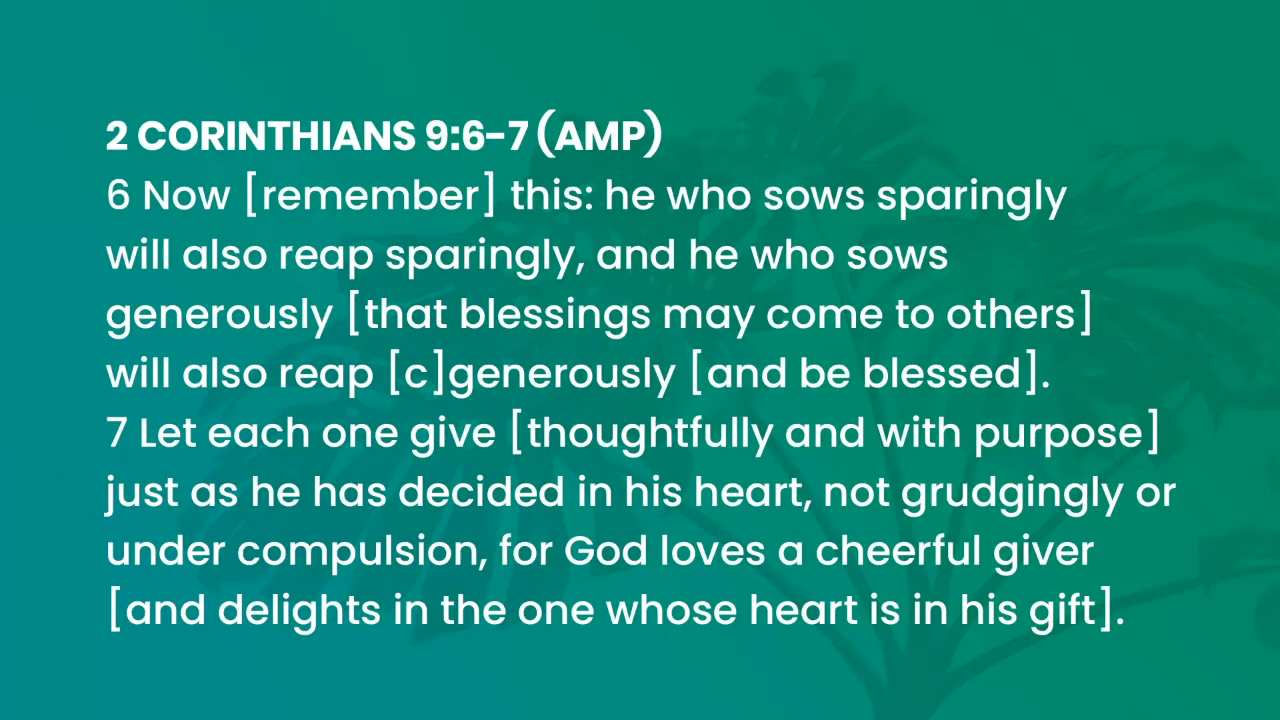 2 CORINTHIANS 9:6-7 (AMP)
6 Now [remember] this: he who sows sparingly
will also reap sparingly, and he who sows
generously [that blessings may come to others]
will also reap [c]generously [and be blessed].
7 Let each one give [thoughtfully and with purpose]
just as he has decided in his heart, not grudgingly or
under compulsion, for God loves a cheerful giver
[and delights in the one whose heart is in his gift].